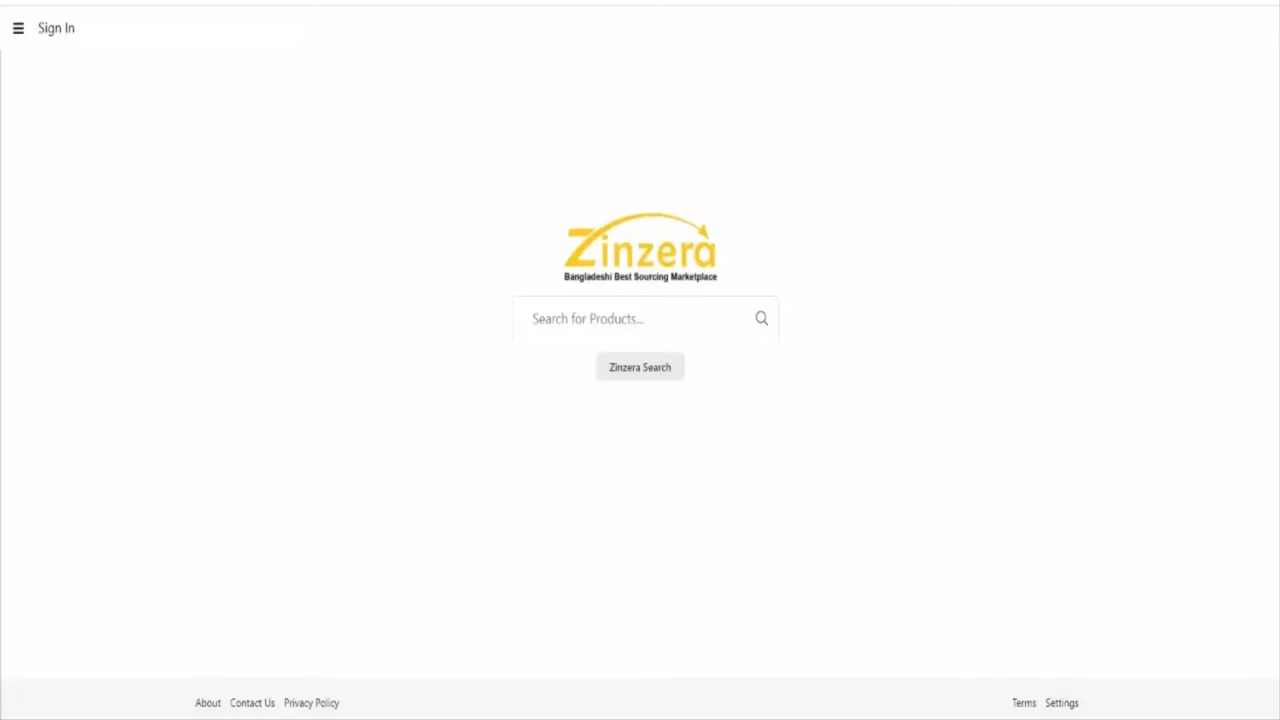 Sign In
Zinzera
Bangladeshi Best Sourcing Marketplace
Search for Products...
Zinzera Search
About Contact Us Privacy Policy Terms Settings